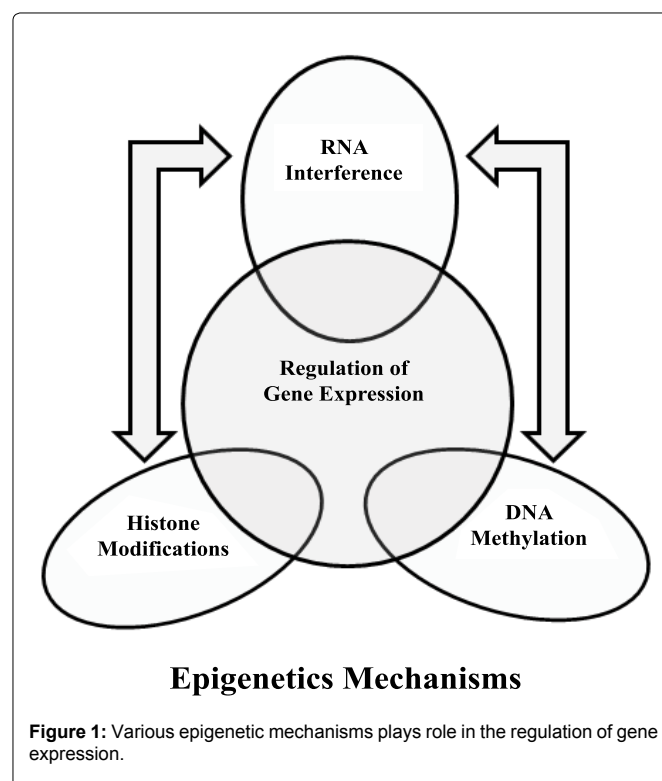 RNA
Interference
Regulation of
Gene Expression
Histone
Modifications
DNA
Methylation
Epigenetics Mechanisms
Figure 1: Various epigenetic mechanisms plays role in the regulation of gene
expression.